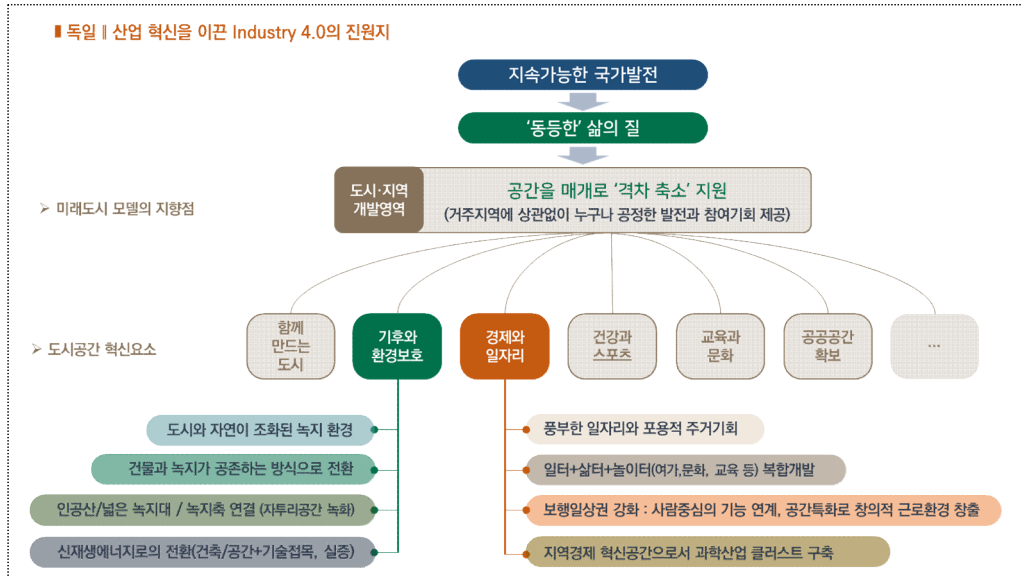 독일 ∥ 산업 혁신을 이끈 Industry 4.0의 진원지
지속가능한 국가발전
‘동등한’ 삶의 질
➢ 미래도시 모델의 지향점
도시·지역
개발영역
공간을 매개로 ‘격차 축소’ 지원
(거주지역에 상관없이 누구나 공정한 발전과 참여기회 제공)
➢ 도시공간 혁신요소
함께
만드는
도시
기후와
환경보호
경제와
일자리
건강과
스포츠
교육과
문화
공공공간
확보
...
도시와 자연이 조화된 녹지 환경
건물과 녹지가 공존하는 방식으로 전환
인공산/넓은 녹지대 / 녹지축 연결 (자투리공간 녹화)
신재생에너지로의 전환(건축/공간+기술접목, 실증)
풍부한 일자리와 포용적 주거기회
일터+삶터+놀이터(여가,문화, 교육 등) 복합개발
보행일상권 강화 : 사람중심의 기능 연계, 공간특화로 창의적 근로환경 창출
지역경제 혁신공간으로서 과학산업 클러스트 구축